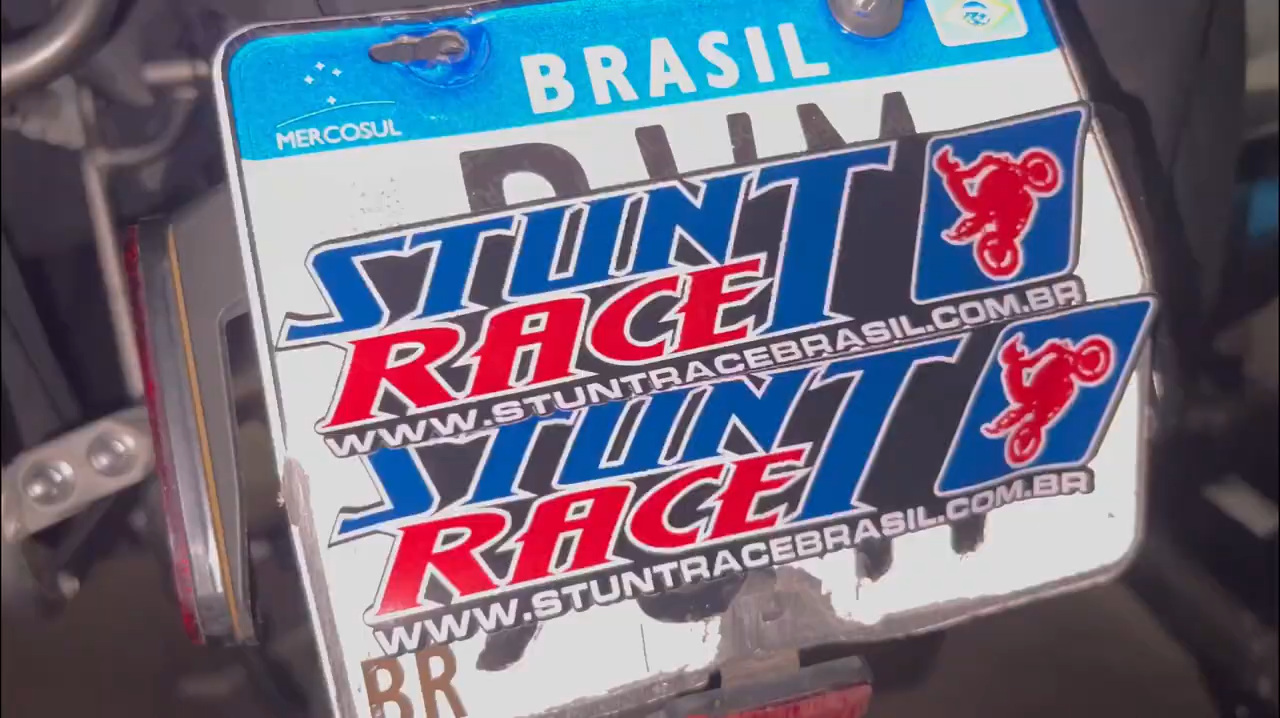 BRASIL
MERCOSUL
STUNT
RACE
WWW.STUNTRACEBRASIL.COM.BR
STUNT
RACE
WWW.STUNTRACEBRASIL.COM.BR
BR